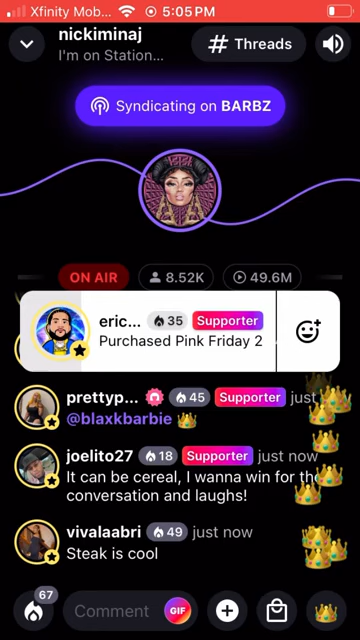 Xfinity Mob... 5:05 PM
nickiminaj
I'm on Station...
# Threads
Syndicating on BARBZ
ON AIR 8.52K 49.6M
eric... 35 Supporter
Purchased Pink Friday 2
prettyp... 45 Supporter just
@blaxkbarbie
joelito27 18 Supporter just now
It can be cereal, I wanna win for the
conversation and laughs!
vivalaabri 49 just now
Steak is cool
67
Comment GIF